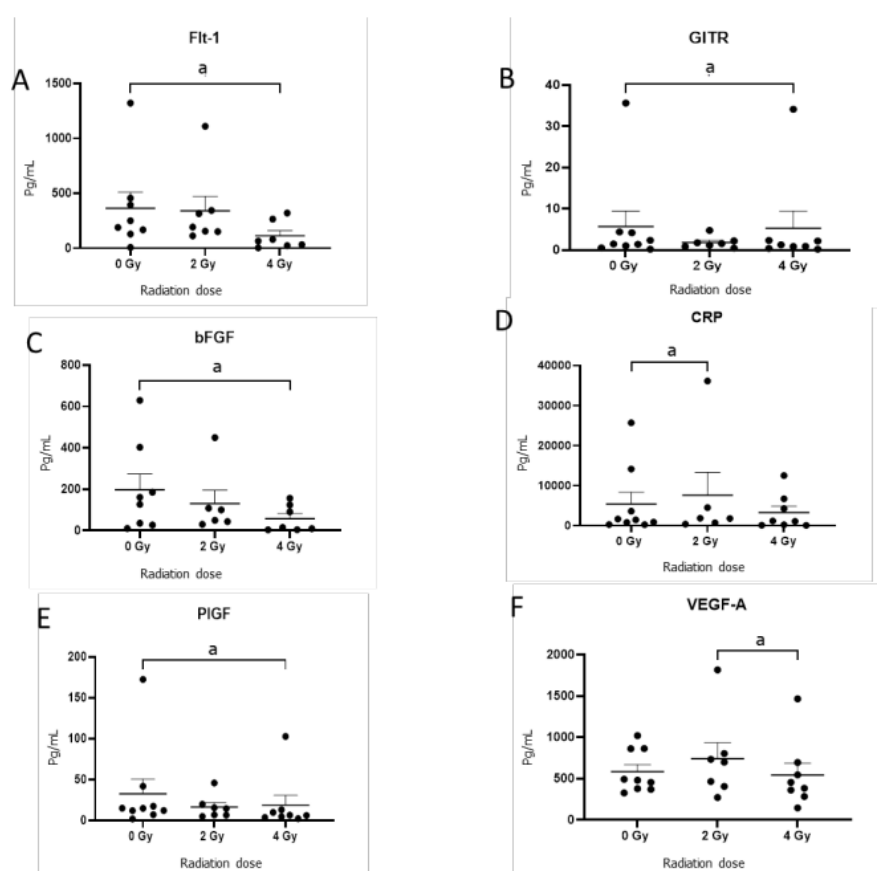 A
Flt-1
a
1500
1000
500
0
Pg/mL
0 Gy 2 Gy 4 Gy
Radiation dose
B
GITR
a
40
30
20
10
0
Pg/mL
0 Gy 2 Gy 4 Gy
Radiation dose
C
bFGF
a
800
600
400
200
0
Pg/mL
0 Gy 2 Gy 4 Gy
Radiation dose
D
CRP
a
40000
30000
20000
10000
0
Pg/mL
0 Gy 2 Gy 4 Gy
Radiation dose
E
PlGF
a
200
150
100
50
0
Pg/mL
0 Gy 2 Gy 4 Gy
Radiation dose
F
VEGF-A
a
2000
1500
1000
500
0
Pg/mL
0 Gy 2 Gy 4 Gy
Radiation dose